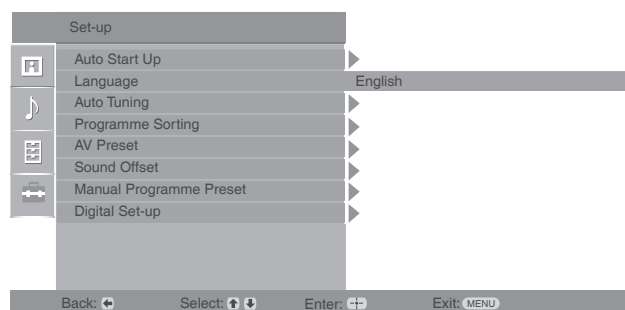 Set-up
Auto Start Up
Language English
Auto Tuning
Programme Sorting
AV Preset
Sound Offset
Manual Programme Preset
Digital Set-up
Back: Select: Enter: Exit: MENU